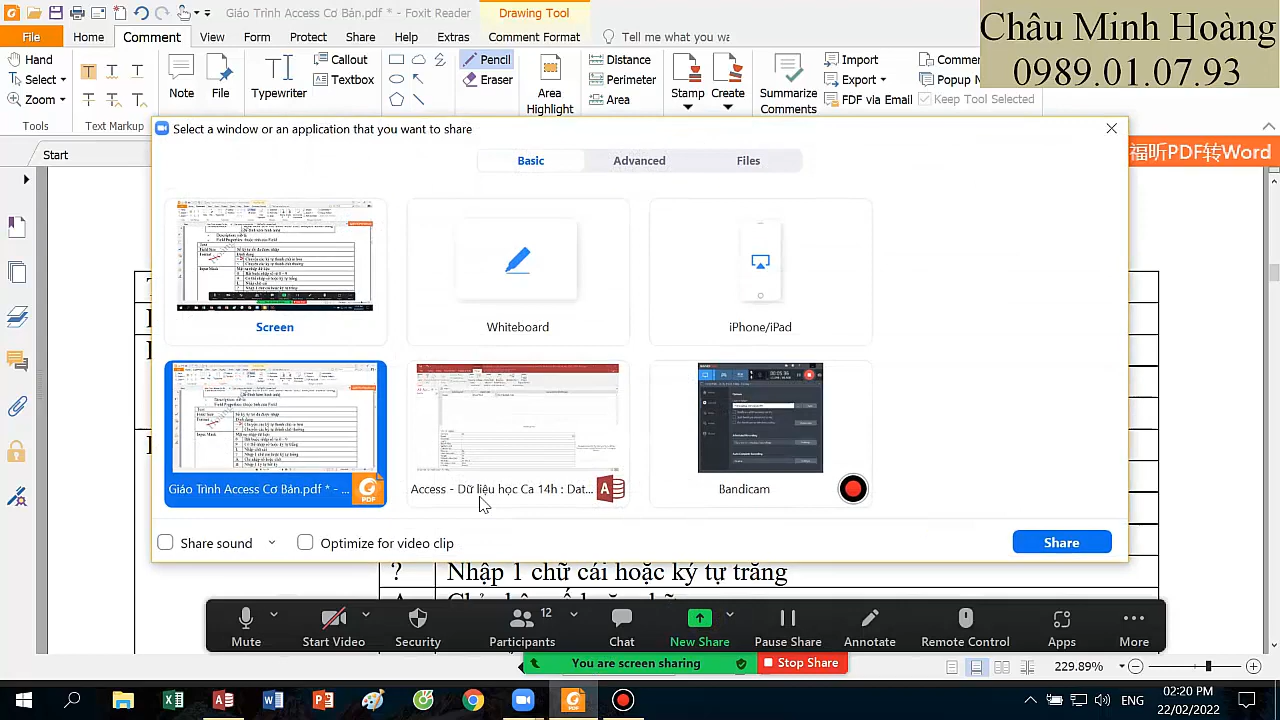 Giáo Trình Access Cơ Bản.pdf * - Foxit Reader
Drawing Tool
Châu Minh Hoàng
0989.01.07.93
File
Home
Comment
View
Form
Protect
Share
Help
Extras
Comment Format
Tell me what you wa
Hand
Select
Zoom
Tools
Text Markup
Note
File
Typewriter
Callout
Textbox
Pencil
Eraser
Area
Highlight
Distance
Perimeter
Area
Stamp
Create
Summarize
Comments
Import
Export
FDF via Email
Popup N
Keep Tool Selected
Start
福昕PDF转Word
Select a window or an application that you want to share
Basic
Advanced
Files
Screen
Whiteboard
iPhone/iPad
Giáo Trình Access Cơ Bản.pdf * - ...
Access - Dữ liệu học Ca 14h : Dat...
Bandicam
Share sound
Optimize for video clip
Share
? Nhập 1 chữ cái hoặc ký tự trăng
Mute
Start Video
Security
Participants
12
Chat
New Share
Pause Share
Annotate
Remote Control
Apps
More
You are screen sharing
Stop Share
229.89%
ENG
02:20 PM
22/02/2022